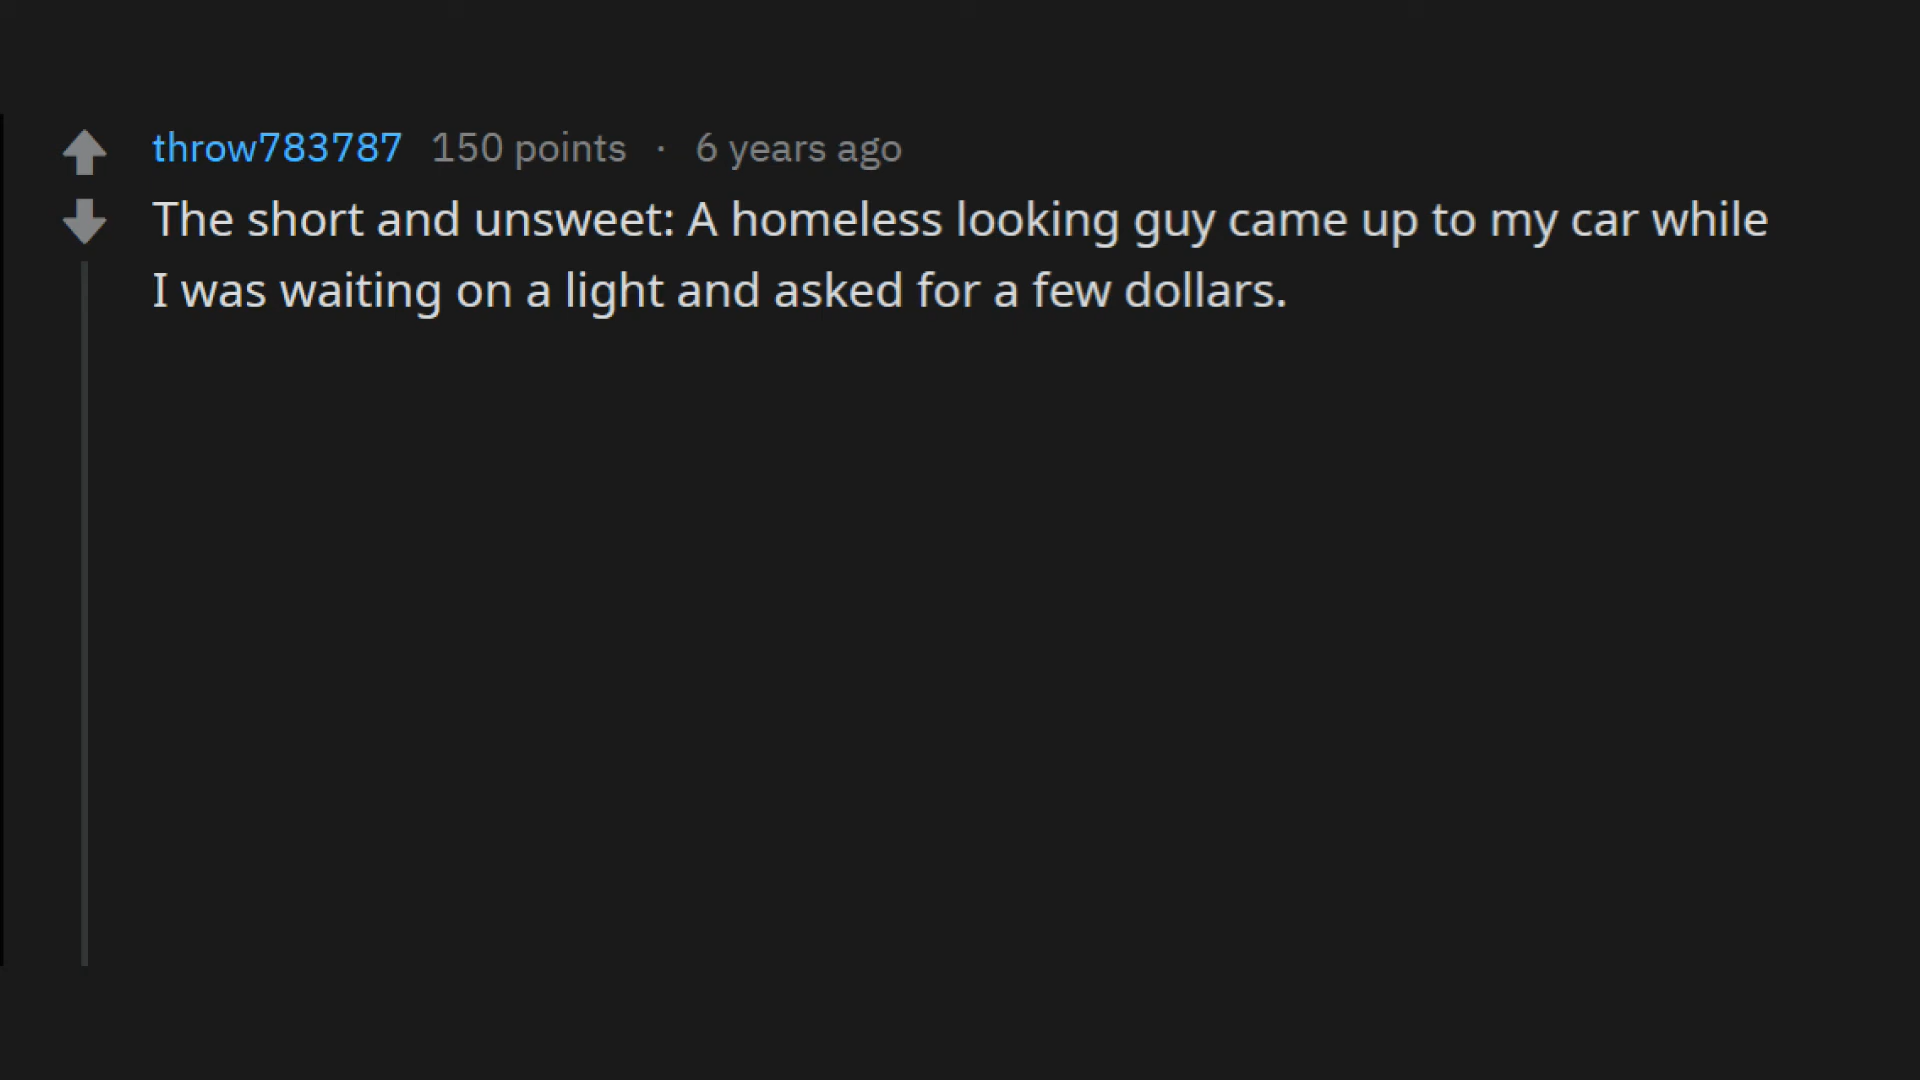 throw783787 150 points · 6 years ago
The short and unsweet: A homeless looking guy came up to my car while
I was waiting on a light and asked for a few dollars.